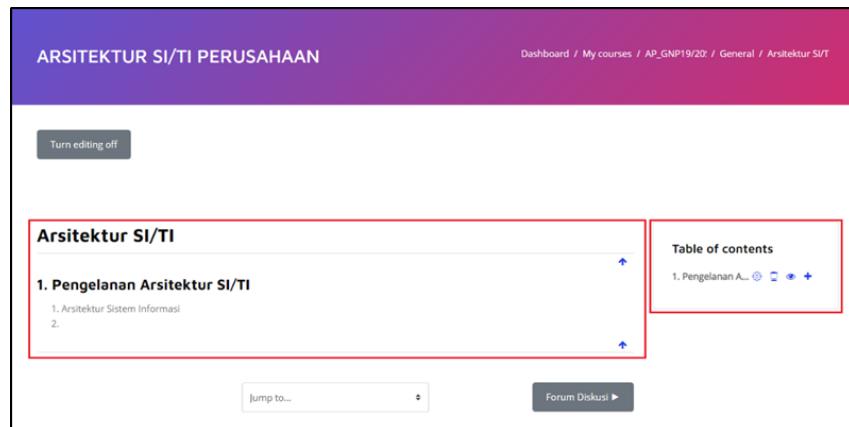 ARSITEKTUR SI/TI PERUSAHAAN
Dashboard / My courses / AP_GNP19/20: / General / Arsitektur SI/T
Turn editing off
Arsitektur SI/TI
1. Pengelanan Arsitektur SI/TI
1. Arsitektur Sistem Informasi
2.
Table of contents
1. Pengelanan A...
Jump to...
Forum Diskusi ►